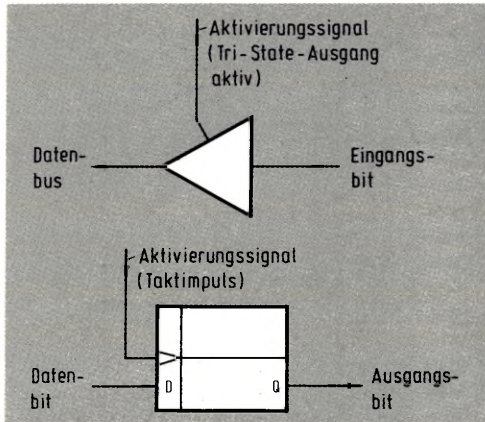 Aktivierungssignal
(Tri-State-Ausgang
aktiv)
Daten-
bus
Eingangs-
bit
Aktivierungssignal
(Taktimpuls)
Daten-
bit
D
Q
Ausgangs-
bit